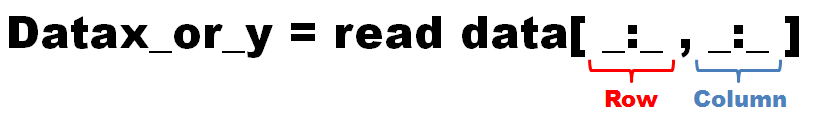 Datax_or_y = read data[ _:_ , _:_ ]
Row Column